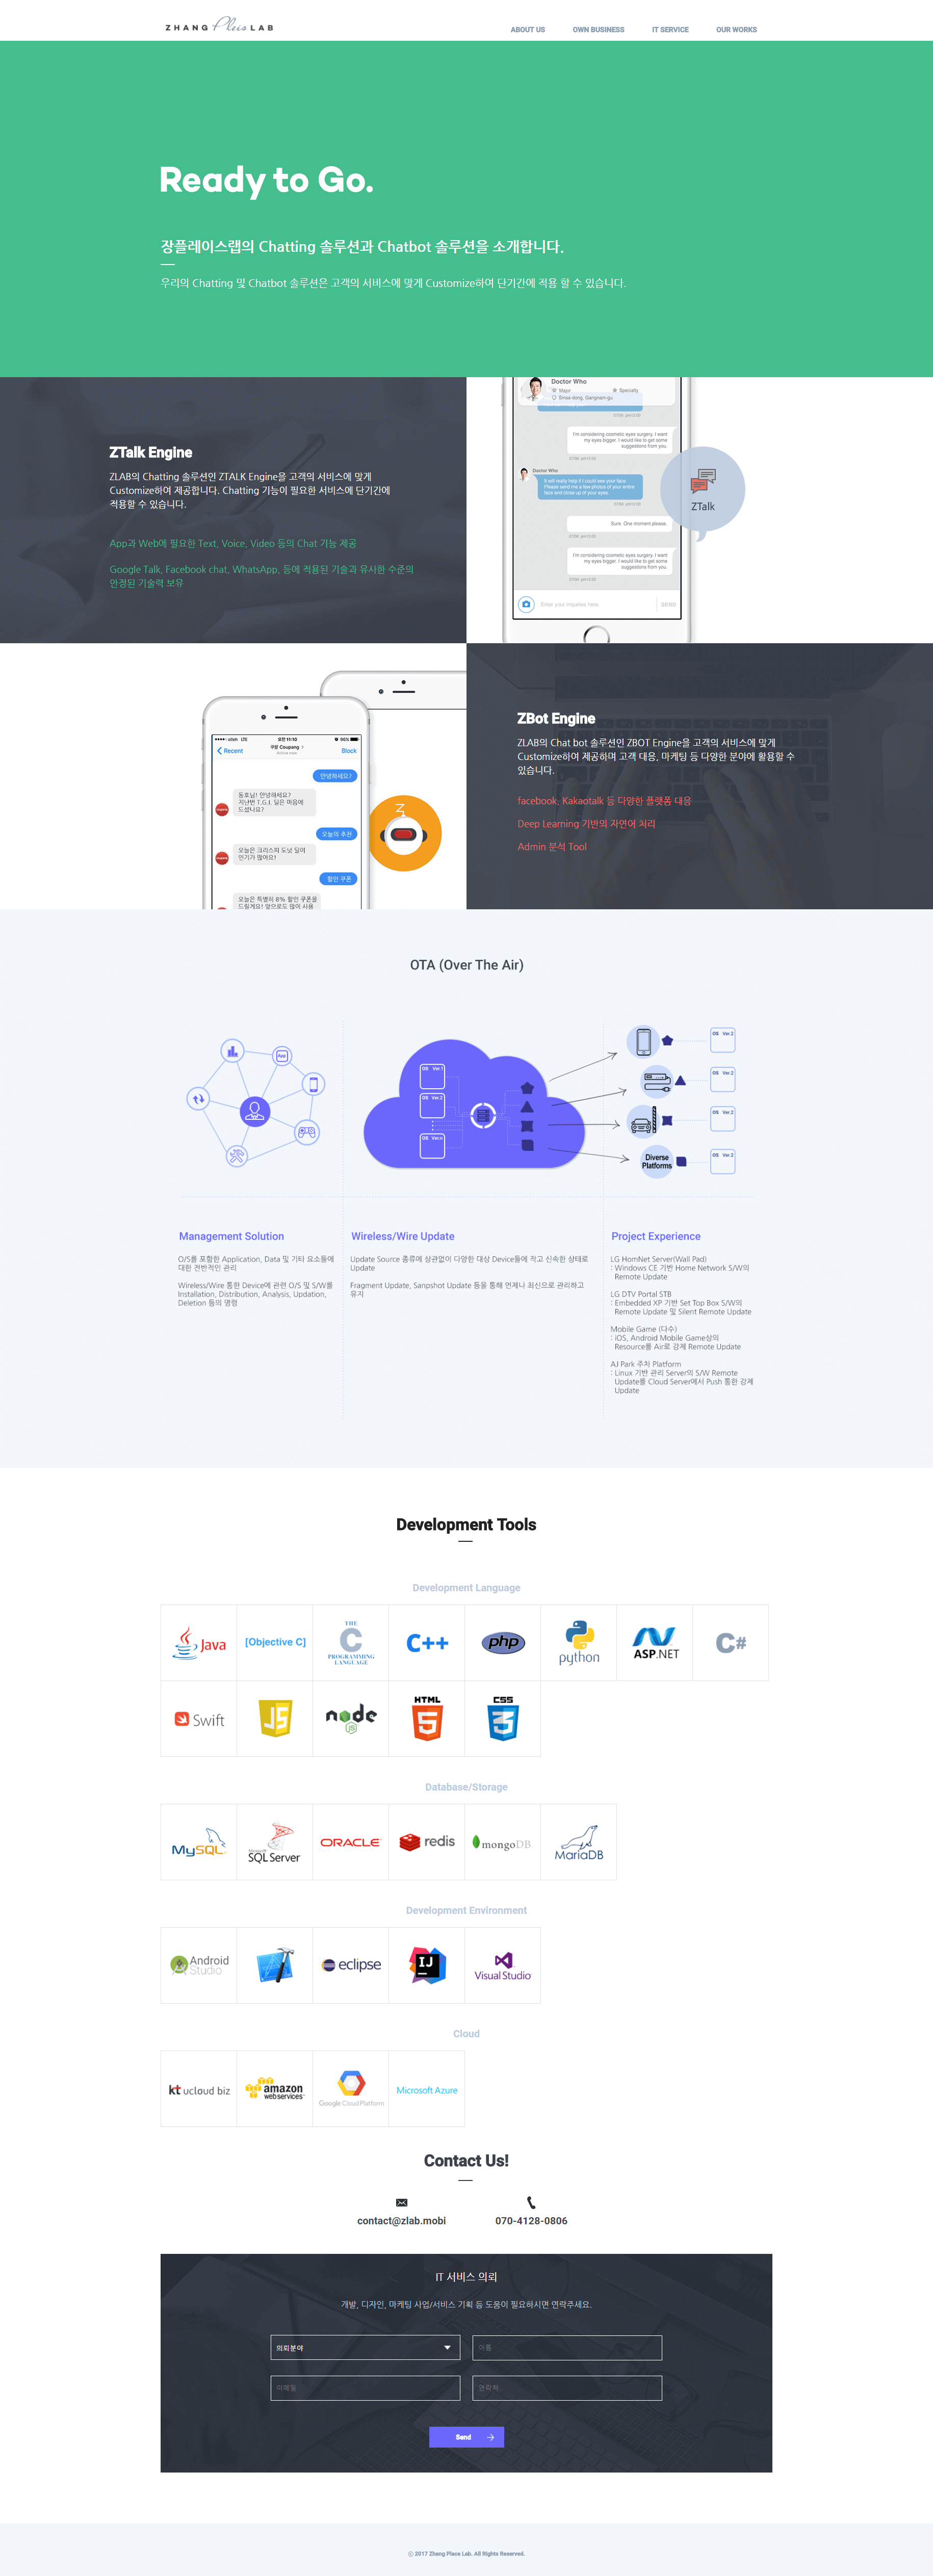 ZHANG Pleis LAB
ABOUT US
OWN BUSINESS
IT SERVICE
OUR WORKS
Ready to Go.
장플레이스랩의 Chatting 솔루션과 Chatbot 솔루션을 소개합니다.
우리의 Chatting 및 Chatbot 솔루션은 고객의 서비스에 맞게 Customize하여 단기간에 적용 할 수 있습니다.
ZTalk Engine
ZLAB의 Chatting 솔루션인 ZTALK Engine을 고객의 서비스에 맞게
Customize하여 제공합니다. Chatting 기능이 필요한 서비스에 단기간에
적용할 수 있습니다.
App과 Web에 필요한 Text, Voice, Video 등의 Chat 기능 제공
Google Talk, Facebook chat, WhatsApp, 등에 적용된 기술과 유사한 수준의
안정된 기술력 보유
Doctor Who
Major
Specialty
Sinsa-dong, Gangnam-gu
I'm considering cosmetic eyes surgery. I want
my eyes bigger. I would like to get some
suggestions from you.
Doctor Who
It will really help if I could see your face.
Please send me a few photos of your entire
face and close up of your eyes.
Sure. One moment please.
I'm considering cosmetic eyes surgery. I want
my eyes bigger. I would like to get some
suggestions from you.
Enter your inquiries here.
SEND
ZTalk
olleh LTE
오전 11:10
96%
Recent
쿠팡 Coupang
Block
안녕하세요?
동호님! 안녕하세요?
지난번 T.G.I. 딜은 마음에
드셨나요?
오늘의 추천
오늘은 크리스피 도넛 딜이
인기가 많아요!
할인 쿠폰
오늘은 특별히 8% 할인 쿠폰을
드릴게요! 앞으로도 많이 사용
ZBot Engine
ZLAB의 Chat bot 솔루션인 ZBOT Engine을 고객의 서비스에 맞게
Customize하여 제공하며 고객 대응, 마케팅 등 다양한 분야에 활용할 수
있습니다.
facebook, Kakaotalk 등 다양한 플랫폼 대응
Deep Learning 기반의 자연어 처리
Admin 분석 Tool
OTA (Over The Air)
App
OS Ver.1
OS Ver.2
OS Ver.n
OS Ver.2
OS Ver.2
OS Ver.2
Diverse
Platforms
OS Ver.2
Management Solution
O/S를 포함한 Application, Data 및 기타 요소들에
대한 전반적인 관리
Wireless/Wire 통한 Device에 관련 O/S 및 S/W를
Installation, Distribution, Analysis, Updation,
Deletion 등의 명령
Wireless/Wire Update
Update Source 종류에 상관없이 다양한 대상 Device들에 작고 신속한 상태로
Update
Fragment Update, Sanpshot Update 등을 통해 언제나 최신으로 관리하고
유지
Project Experience
LG HomNet Server(Wall Pad)
: Windows CE 기반 Home Network S/W의
Remote Update
LG DTV Portal STB
: Embedded XP 기반 Set Top Box S/W의
Remote Update 및 Silent Remote Update
Mobile Game (다수)
: iOS, Android Mobile Game상의
Resource를 Air로 강제 Remote Update
AJ Park 주차 Platform
: Linux 기반 관리 Server의 S/W Remote
Update를 Cloud Server에서 Push 통한 강제
Update
Development Tools
Development Language
Java
[Objective C]
THE
C
PROGRAMMING
LANGUAGE
C++
php
python
ASP.NET
C#
Swift
JS
node
JS
HTML
5
CSS
3
Database/Storage
MySQL
Microsoft
SQL Server
ORACLE
redis
mongoDB
MariaDB
Development Environment
Android
Studio
eclipse
IJ
Visual Studio
Cloud
kt ucloud biz
amazon
webservices
Google Cloud Platform
Microsoft Azure
Contact Us!
contact@zlab.mobi
070-4128-0806
IT 서비스 의뢰
개발, 디자인, 마케팅 사업/서비스 기획 등 도움이 필요하시면 연락주세요.
의뢰분야
이름
이메일
연락처
Send
ⓒ 2017 Zhang Place Lab. All Rights Reserved.